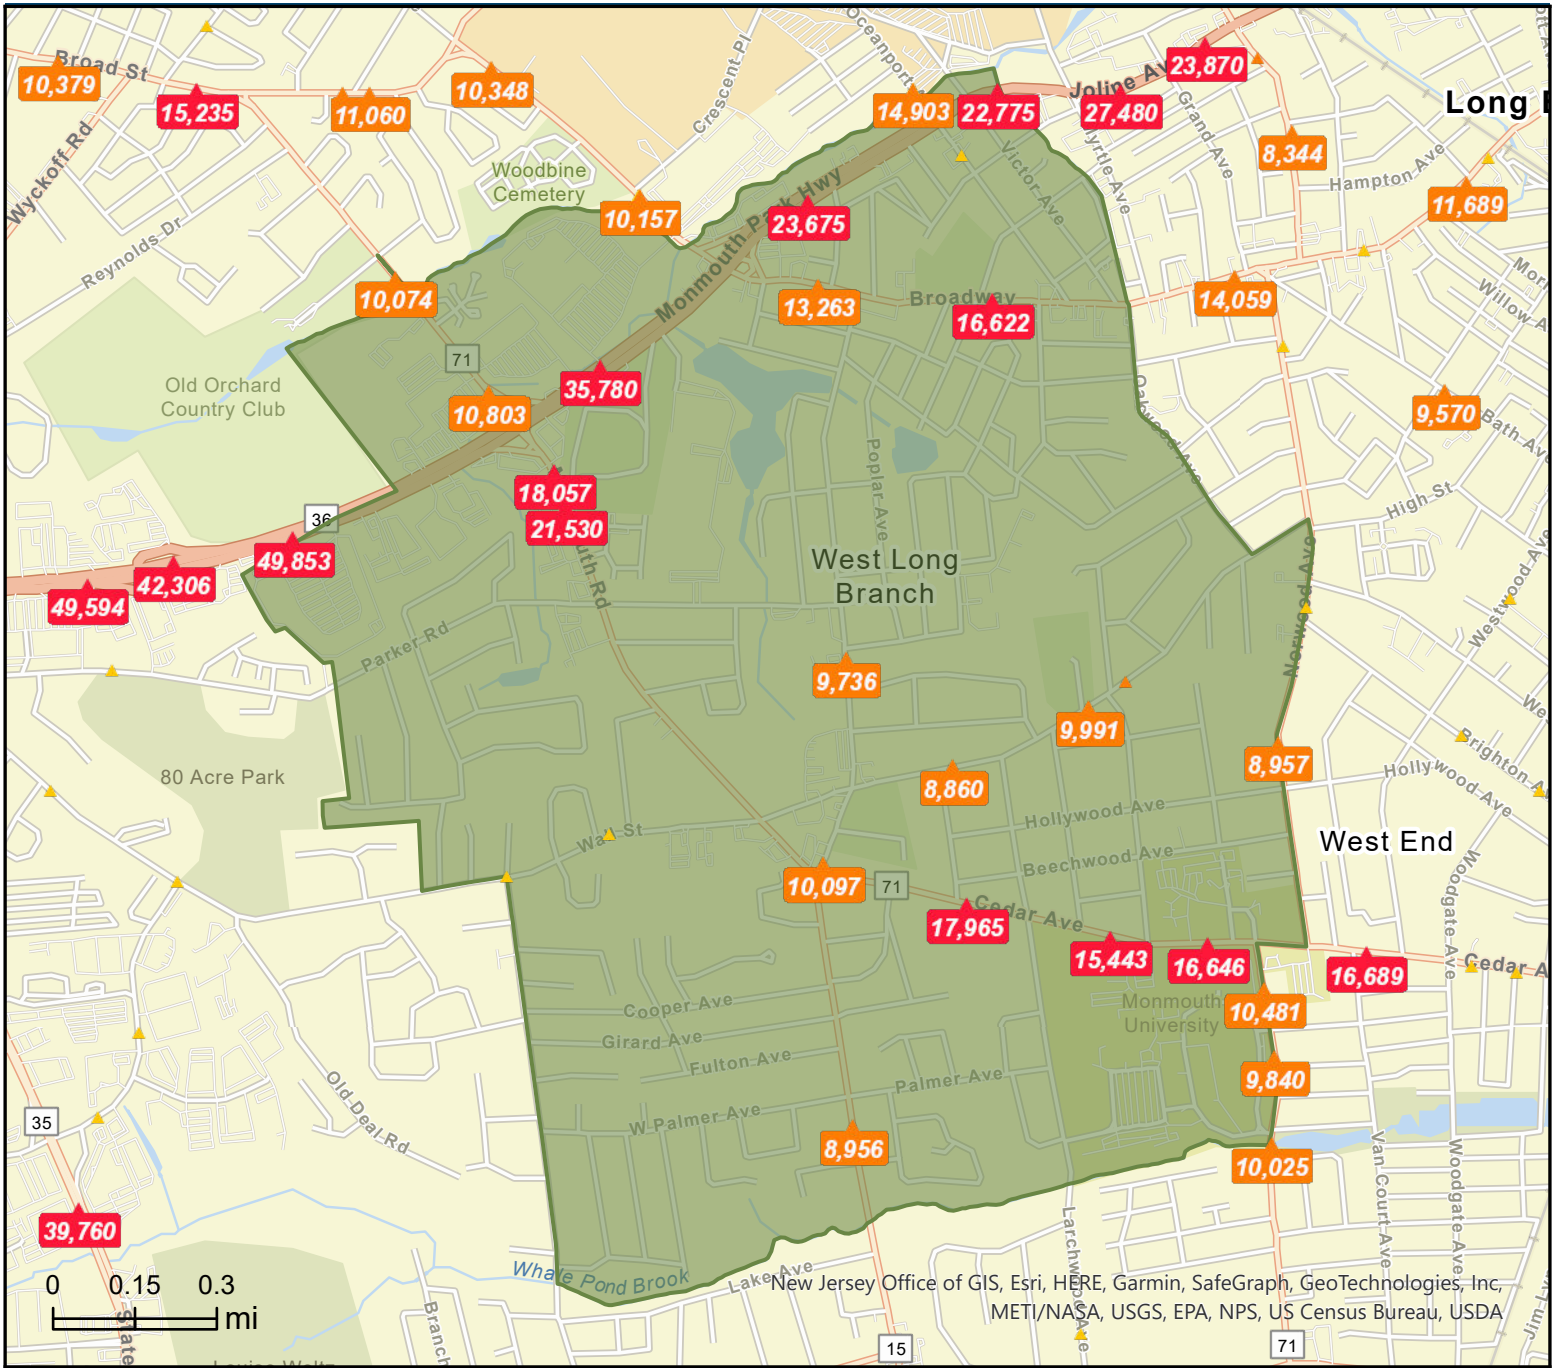 Broad St
10,379
15,235
11,060
10,348
Crescent Pl
Oceanport
14,903
22,775
Joline Av
27,480
23,870
Long
Wyckoff Rd
Reynolds Dr
Woodbine
Cemetery
10,157
Monmouth Park Hwy
23,675
Victor Ave
Myrtle Ave
Grand Ave
8,344
Hampton Ave
11,689
10,074
13,263
Broadway
16,622
14,059
Willow A
71
Old Orchard
Country Club
35,780
10,803
Oakwood Ave
9,570
Bath Ave
Poplar Ave
High St
18,057
21,530
uth Rd
36
49,853
42,306
49,594
West Long
Branch
Norwood Ave
Westwood Ave
Parker Rd
9,736
9,991
8,957
80 Acre Park
8,860
Brighton Av
Hollywood Ave
Hollywood Ave
Wall St
Beechwood Ave
West End
Woodgate Ave
10,097
71
17,965
Cedar Ave
15,443
16,646
16,689
Cedar A
Monmouth
University
10,481
Cooper Ave
Girard Ave
Fulton Ave
9,840
Palmer Ave
W Palmer Ave
8,956
10,025
Old Deal Rd
35
Van Court Ave
Woodgate Ave
Larchwood Ave
39,760
Whale Pond Brook
Lake Ave
0 0.15 0.3
mi
State
Branch
New Jersey Office of GIS, Esri, HERE, Garmin, SafeGraph, GeoTechnologies, Inc,
METI/NASA, USGS, EPA, NPS, US Census Bureau, USDA
15
71